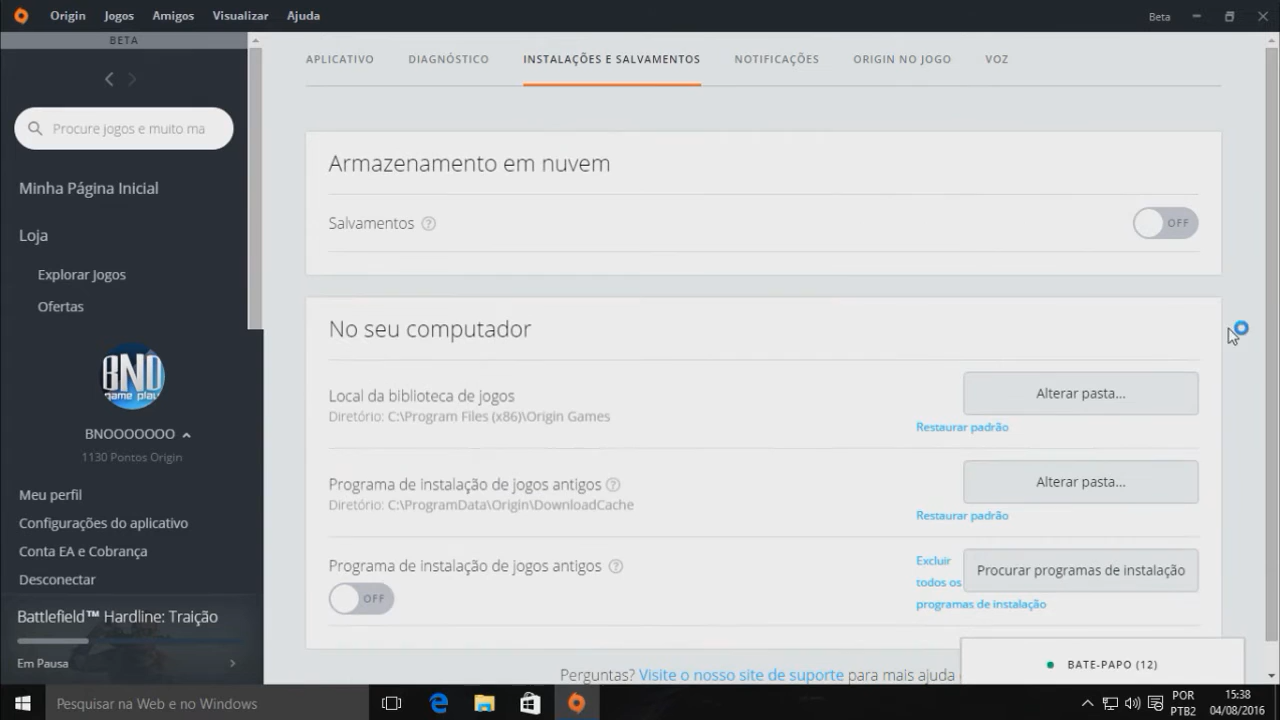 Origin Jogos Amigos Visualizar Ajuda
Beta
BETA
Procure jogos e muito ma
Minha Página Inicial
Loja
Explorar Jogos
Ofertas
BNO
game play
BNOOOOOOO
1130 Pontos Origin
Meu perfil
Configurações do aplicativo
Conta EA e Cobrança
Desconectar
Battlefield™ Hardline: Traição
Em Pausa
APLICATIVO DIAGNÓSTICO INSTALAÇÕES E SALVAMENTOS NOTIFICAÇÕES ORIGIN NO JOGO VOZ
Armazenamento em nuvem
Salvamentos ? OFF
No seu computador
Local da biblioteca de jogos
Diretório: C:\Program Files (x86)\Origin Games
Alterar pasta...
Restaurar padrão
Programa de instalação de jogos antigos ?
Diretório: C:\ProgramData\Origin\DownloadCache
Alterar pasta...
Restaurar padrão
Programa de instalação de jogos antigos ?
OFF
Excluir
todos os
programas de instalação
Procurar programas de instalação
Perguntas? Visite o nosso site de suporte para mais ajuda
BATE-PAPO (12)
Pesquisar na Web e no Windows
POR
PTB2
15:38
04/08/2016